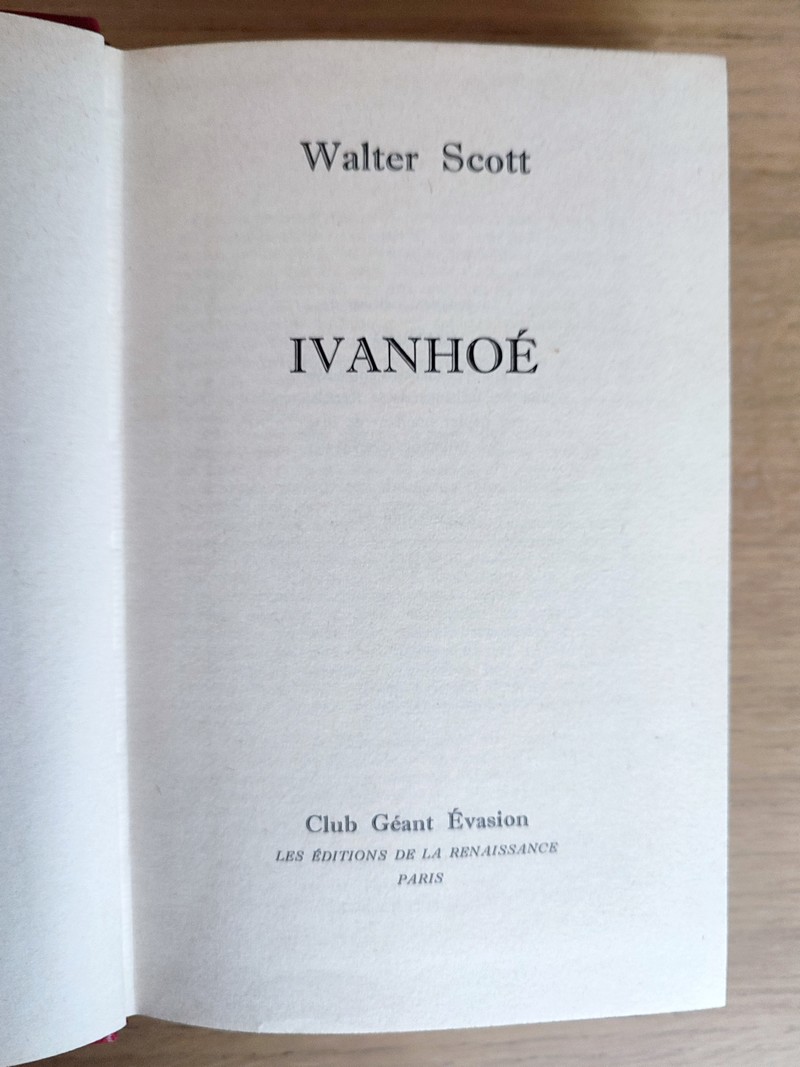 Walter Scott
IVANHOÉ
Club Géant Évasion
LES ÉDITIONS DE LA RENAISSANCE
PARIS